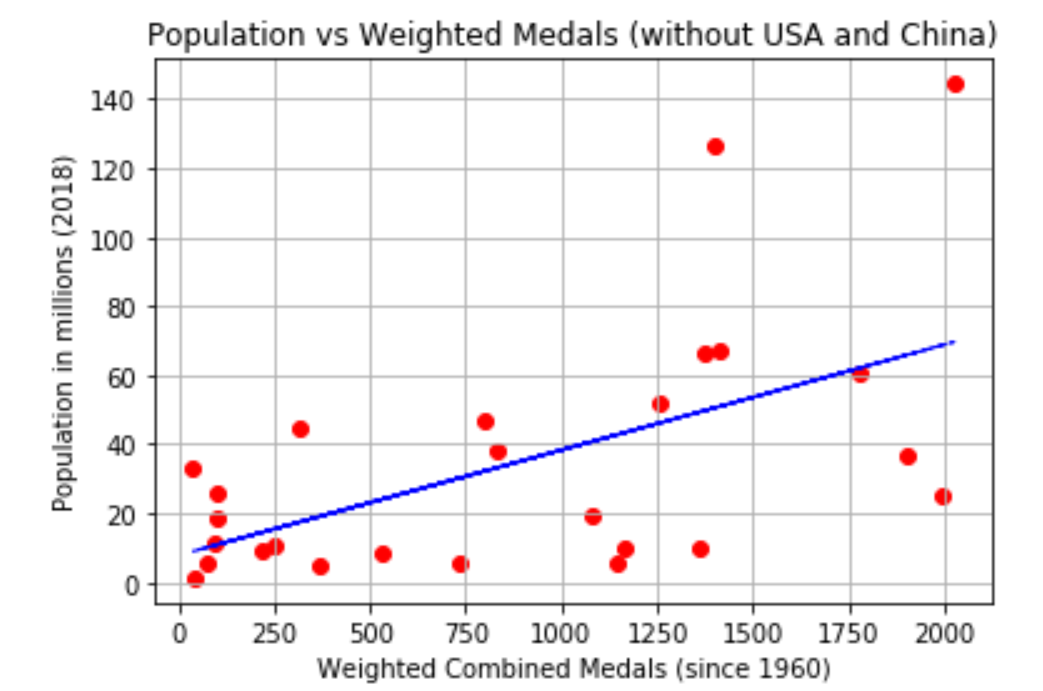 Population vs Weighted Medals (without USA and China)
140
120
100
80
60
40
20
0
Population in millions (2018)
0 250 500 750 1000 1250 1500 1750 2000
Weighted Combined Medals (since 1960)